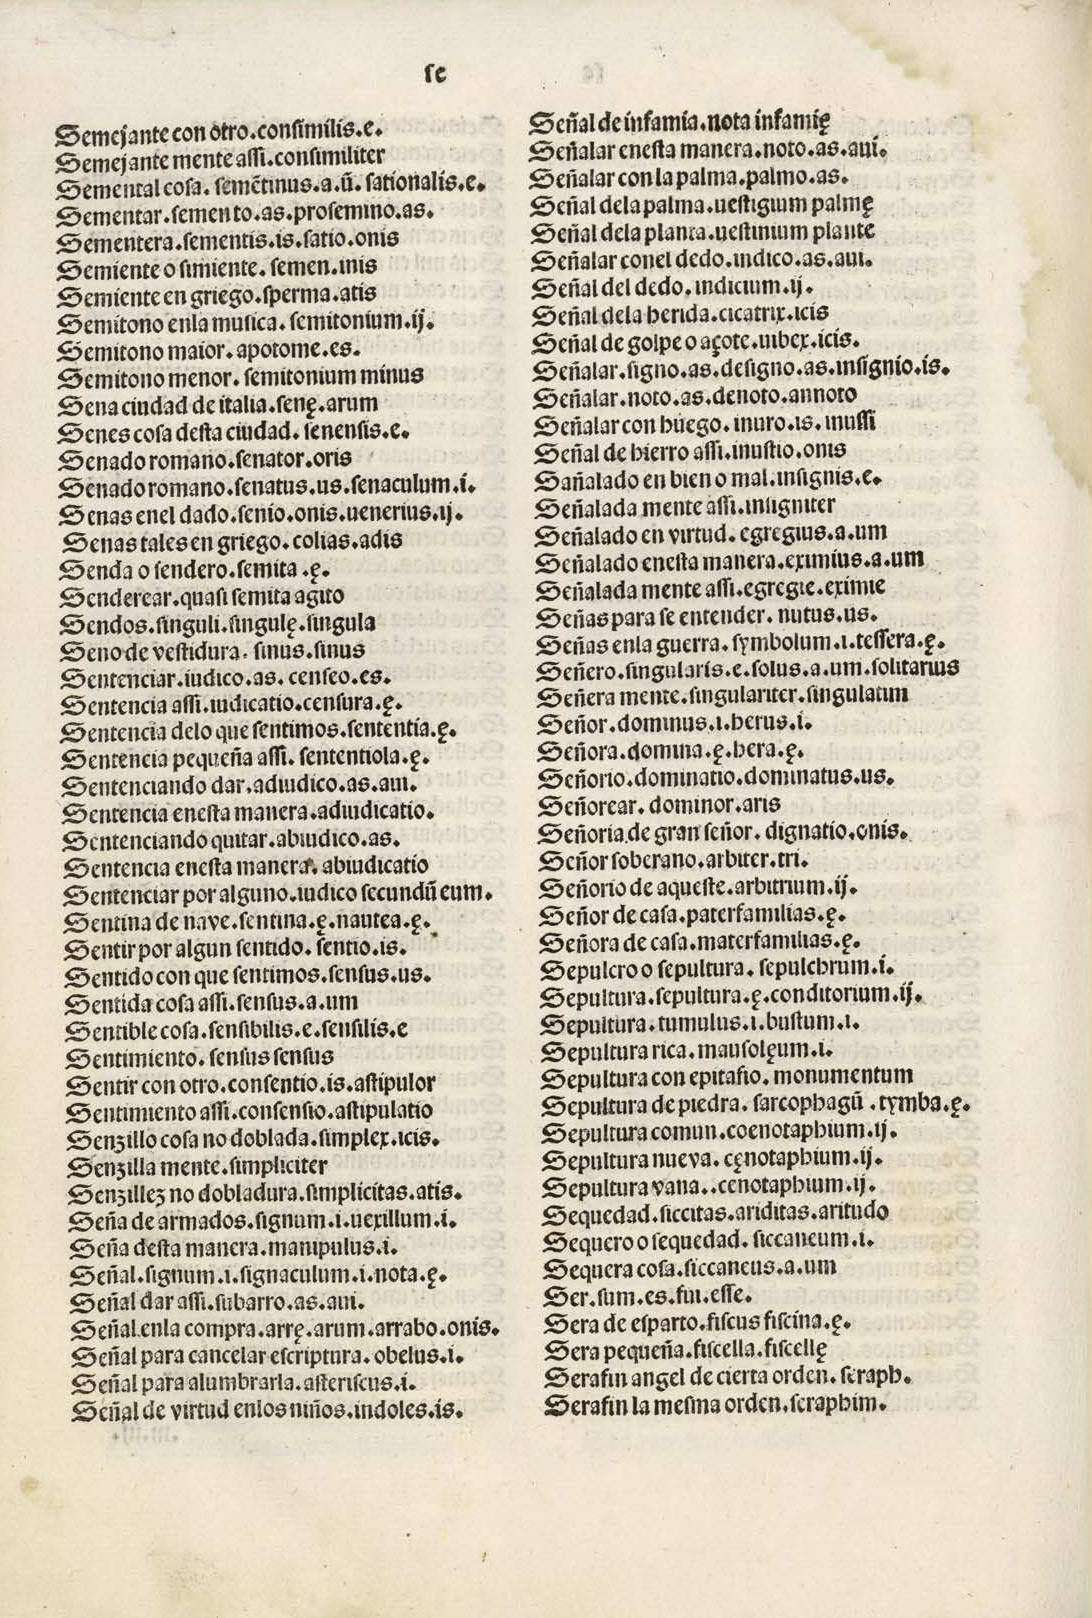 se
Semejante con otro.consimilis.e.
Semejante mente assi.consimiliter
Semental cosa. semẽtinus.a.ũ. sationalis.e.
Sementar.semento.as.prosemino.as.
Sementera.sementis.is.satio.onis
Semiente o simiente. semen.inis
Semiente en griego.sperma.atis
Semitono enla musica. semitonium.ij.
Semitono maior. apotome.es.
Semitono menor. semitonium minus
Sena ciudad de italia.senę.arum
Senes cosa desta ciudad. senensis.e.
Senado romano.senator.oris
Senado romano.senatus.us.senaculum.i.
Senas enel dado.senio.onis.uenerius.ij.
Senas tales en griego.colias.adis
Senda o sendero.semita.ę.
Senderear.quasi semita agito
Sendos.singuli.singulę.singula
Seno de vestidura. sinus.sinus
Sentenciar.iudico.as. censeo.es.
Sentencia assi.iudicatio.censura.ę.
Sentencia delo que sentimos.sententia.ę.
Sentencia pequeña assi. sententiola.ę.
Sentenciando dar.adiudico.as.aui.
Sentencia enesta manera.adiudicatio.
Sentenciando quitar.abiudico.as.
Sentencia enesta manera. abiudicatio
Sentenciar por alguno.iudico secundũ eum.
Sentina de nave.sentina.ę.nautea.ę.
Sentir por algun sentido. sentio.is.
Sentido con que sentimos.sensus.us.
Sentida cosa assi.sensus.a.um
Sentible cosa.sensibilis.e.sensilis.e
Sentimiento. sensus sensus
Sentir con otro.consentio.is.astipulor
Sentimiento assi.consensio.astipulatio
Senzillo cosa no doblada.simplex.icis.
Senzilla mente.simpliciter
Senzillez no dobladura.simplicitas.atis.
Seña de armados.signum.i.uexillum.i.
Seña desta manera.manipulus.i.
Señal.signum.i.signaculum.i.nota.ę.
Señal dar assi.subarro.as.aui.
Señal enla compra.arrę.arum.arrabo.onis.
Señal para cancelar escriptura. obelus.i.
Señal para alumbrarla.asteriscus.i.
Señal de virtud enlos niños.indoles.is.
Señal de infamia.nota infamię
Señalar enesta manera.noto.as.aui.
Señalar con la palma.palmo.as.
Señal dela palma.uestigium palmę
Señal dela planta.uestinium plante
Señalar conel dedo.indico.as.aui.
Señal del dedo.indicium.ij.
Señal dela herida.cicatrix.icis
Señal de golpe o açote.uibex.icis.
Señalar.signo.as.designo.as.insignio.is.
Señalar.noto.as.denoto.annoto
Señalar con huego. inuro.is.inussi
Señal de hierro assi.inustio.onis
Sañalado en bien o mal.insignis.e.
Señalada mente assi.insigniter
Señalado en virtud. egregius.a.um
Señalado enesta manera.eximius.a.um
Señalada mente assi.egregie.eximie
Señas para se entender. nutus.us.
Señas enla guerra. symbolum.i.tessera.ę.
Señero.singularis.e.solus.a.um.solitarius
Señera mente.singulariter.singulatim
Señor.dominus.i.herus.i.
Señora.domina.ę.hera.ę.
Señorio.dominatio.dominatus.us.
Señorear. dominor.aris
Señoria de gran señor. dignatio.onis.
Señor soberano.arbiter.tri.
Señorio de aqueste.arbitrium.ij.
Señor de casa.paterfamilias.ę.
Señora de casa.materfamilias.ę.
Sepulcro o sepultura. sepulchrum.i.
Sepultura.sepultura.ę.conditorium.ij.
Sepultura.tumulus.i.bustum.i.
Sepultura rica. mausolęum.i.
Sepultura con epitafio. monumentum
Sepultura de piedra. sarcophagũ.tymba.ę.
Sepultura comun.coenotaphium.ij.
Sepultura nueva. cęnotaphium.ij.
Sepultura vana..cenotaphium.ij.
Sequedad.siccitas.ariditas.aritudo
Sequero o sequedad. siccaneum.i.
Sequera cosa.siccaneus.a.um
Ser.sum.es.fui.esse.
Sera de esparto.fiscus fiscina.ę.
Sera pequeña.fiscella.fiscellę
Serafin angel de cierta orden. seraph.
Serafin la mesma orden.seraphim.